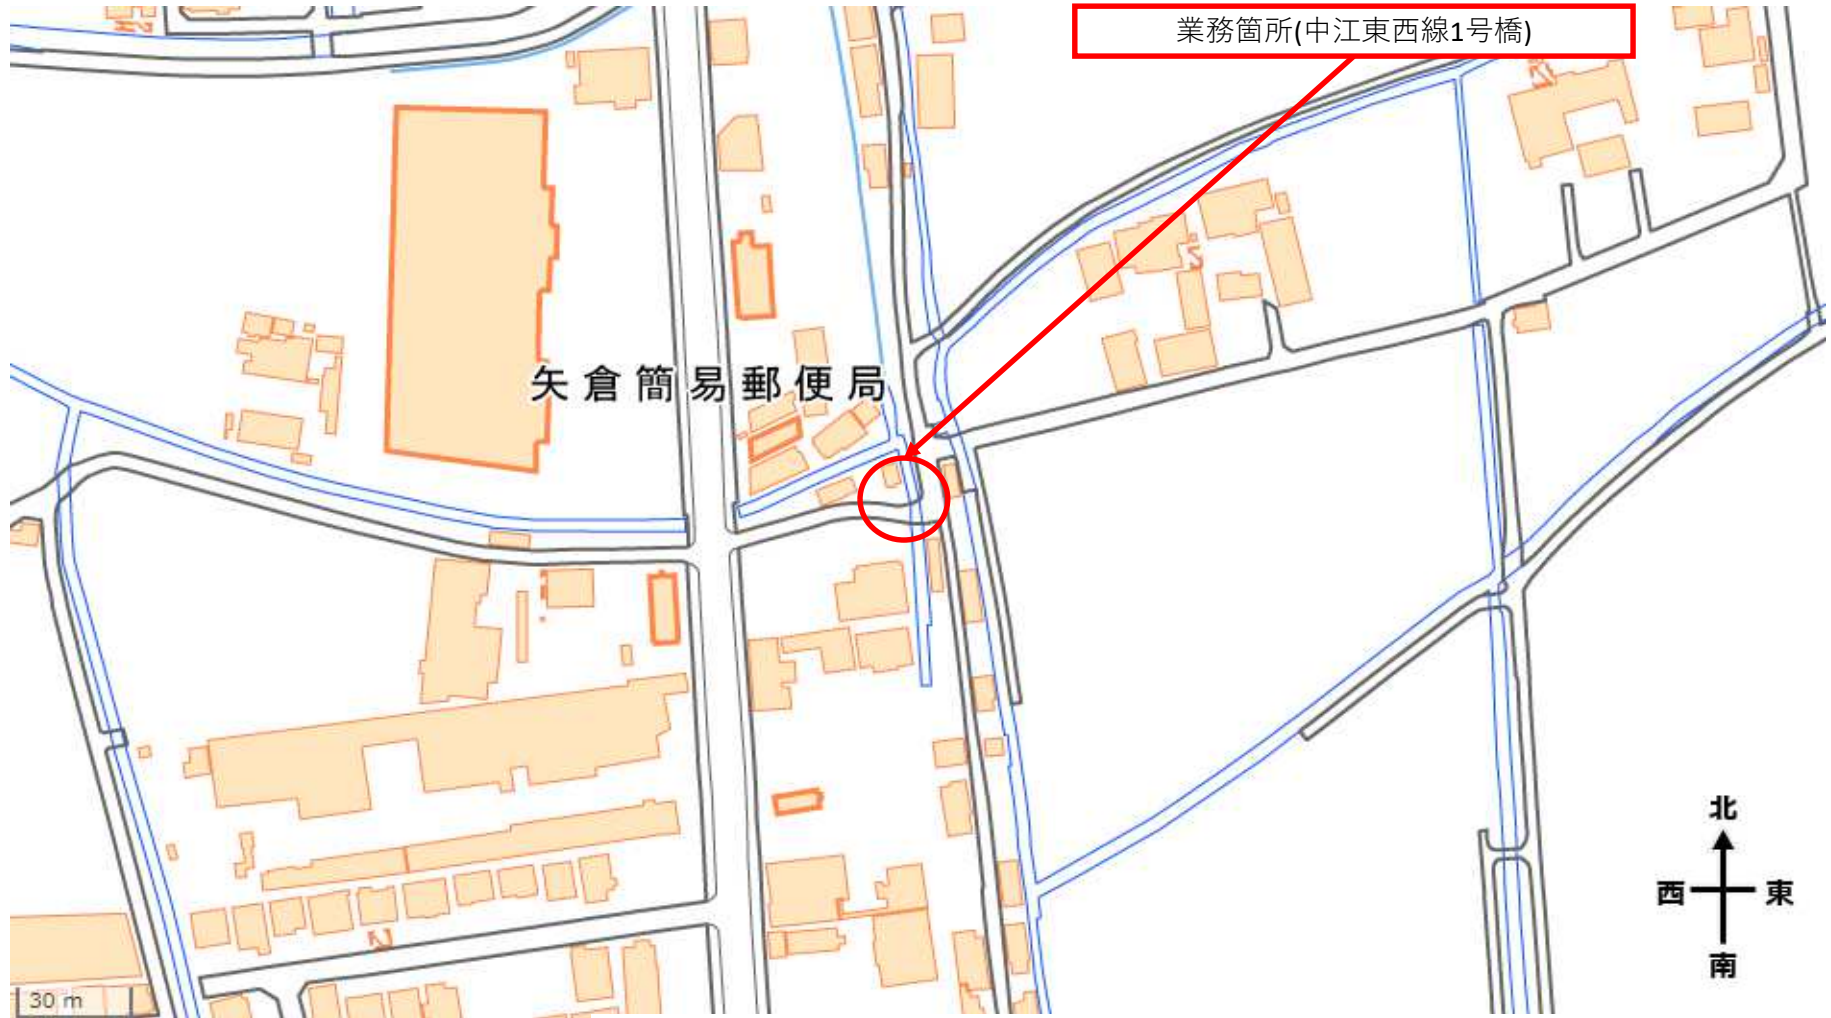 業務箇所(中江東西線1号橋)
矢倉簡易郵便局
北
西 東
南
30 m